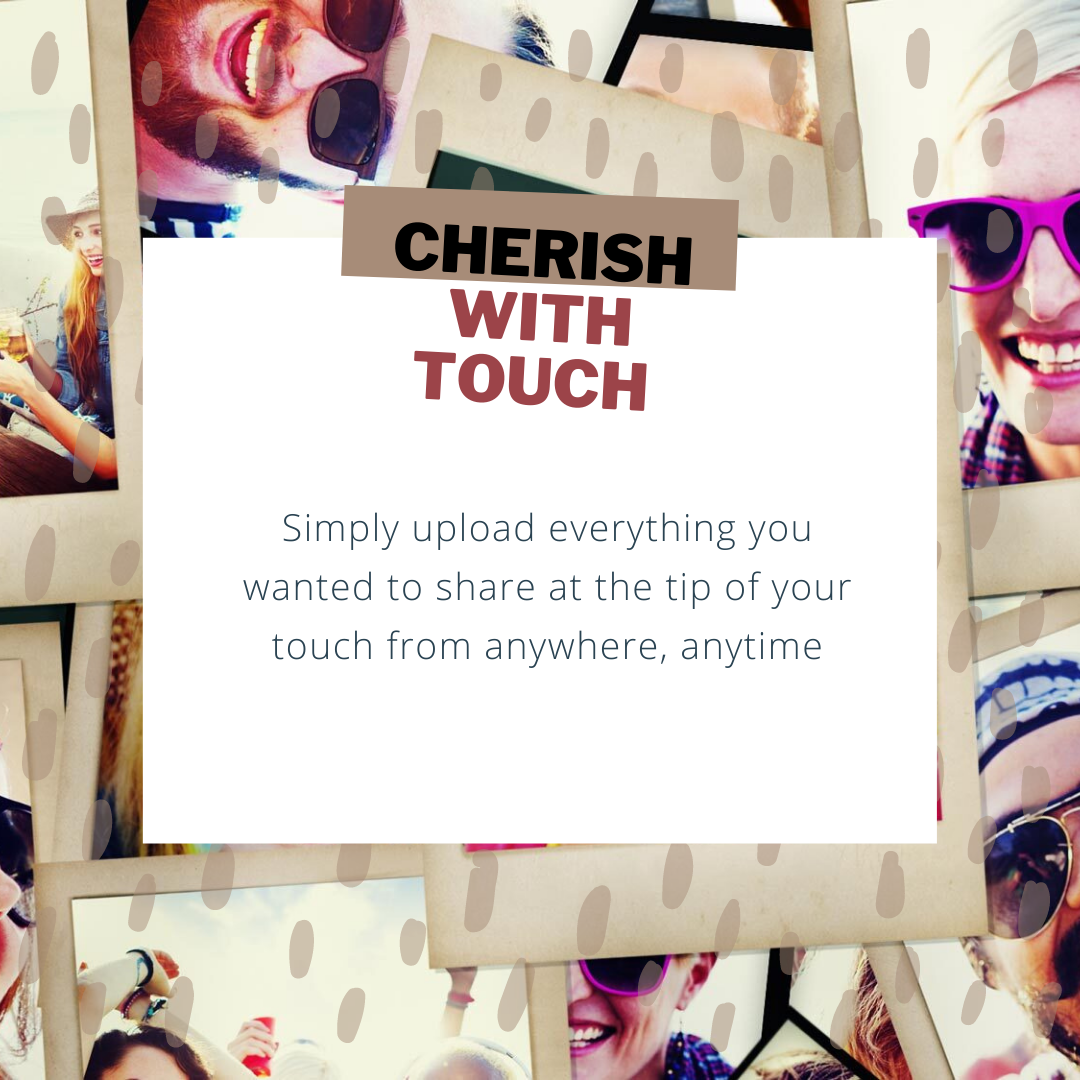 CHERISH
WITH
TOUCH
Simply upload everything you
wanted to share at the tip of your
touch from anywhere, anytime